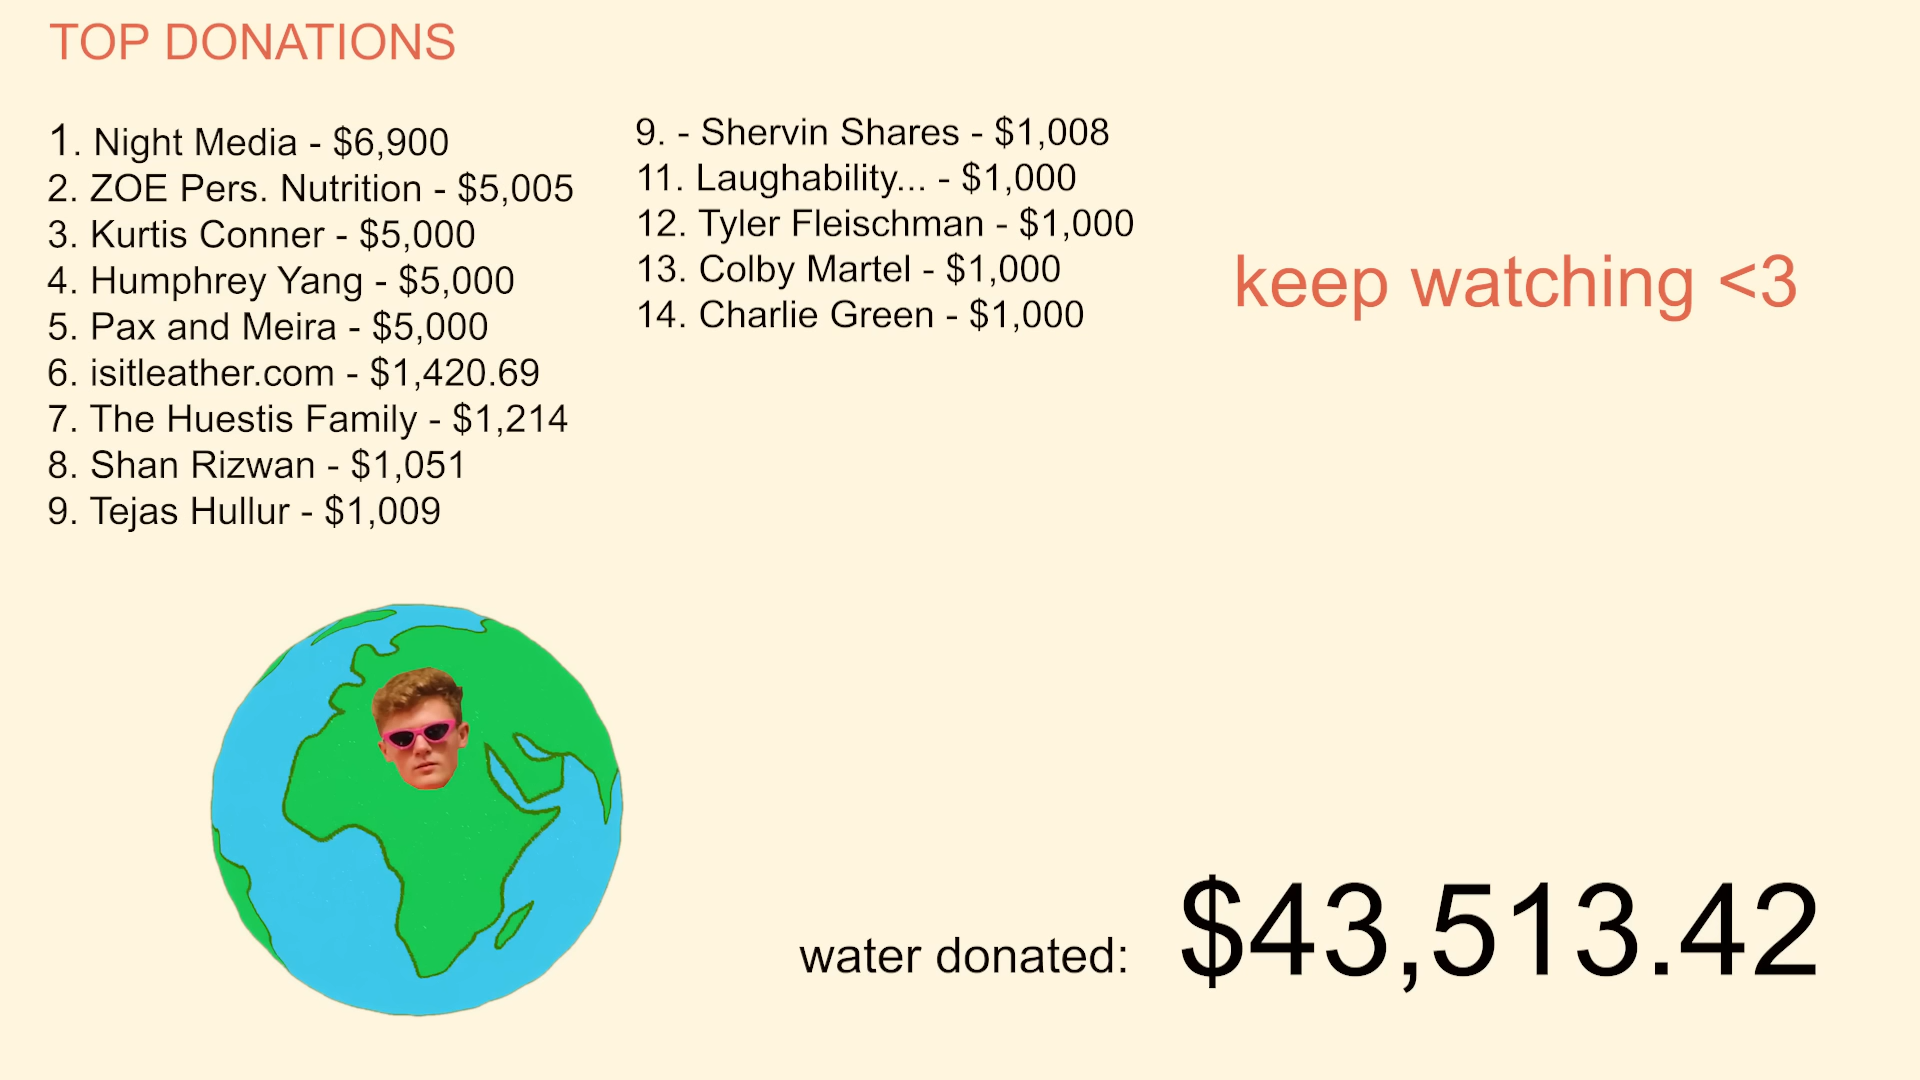 TOP DONATIONS
1. Night Media - $6,900
2. ZOE Pers. Nutrition - $5,005
3. Kurtis Conner - $5,000
4. Humphrey Yang - $5,000
5. Pax and Meira - $5,000
6. isitleather.com - $1,420.69
7. The Huestis Family - $1,214
8. Shan Rizwan - $1,051
9. Tejas Hullur - $1,009
9. - Shervin Shares - $1,008
11. Laughability... - $1,000
12. Tyler Fleischman - $1,000
13. Colby Martel - $1,000
14. Charlie Green - $1,000
keep watching <3
water donated: $43,513.42